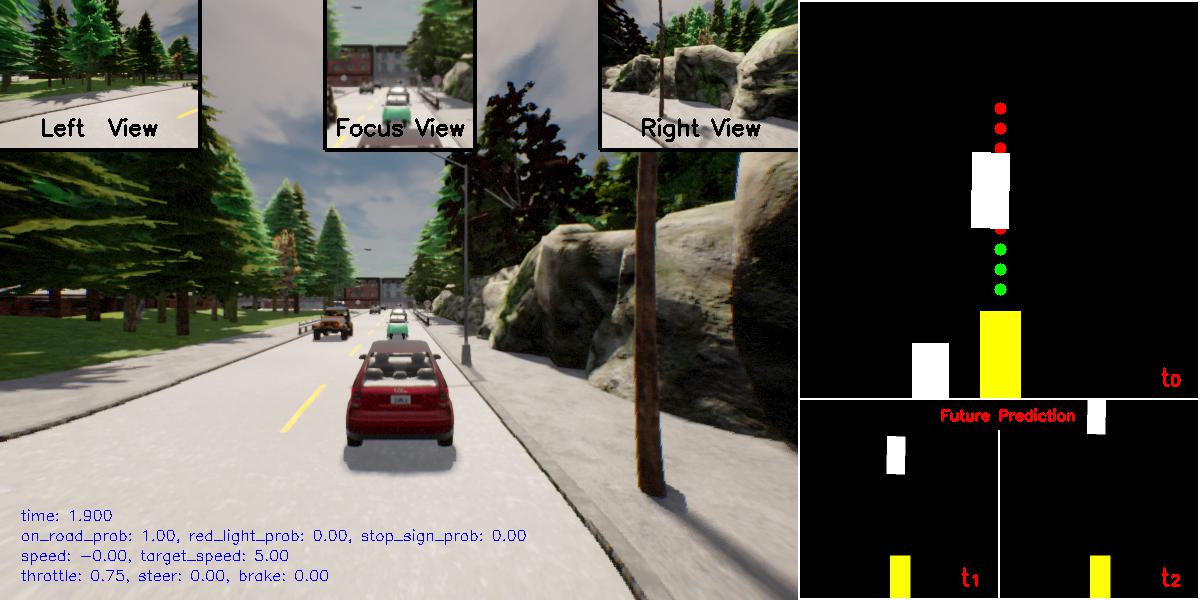 Left View
Focus View
Right View
time: 1.900
on_road_prob: 1.00, red_light_prob: 0.00, stop_sign_prob: 0.00
speed: −0.00, target_speed: 5.00
throttle: 0.75, steer: 0.00, brake: 0.00
t0
Future Prediction
t1
t2